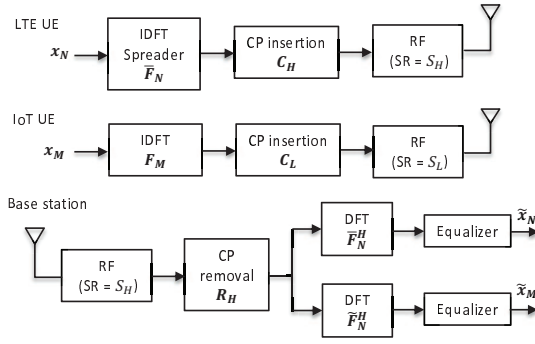 LTE UE
x_N
IDFT
Spreader
F̅_N
CP insertion
C_H
RF
(SR = S_H)
IoT UE
x_M
IDFT
F_M
CP insertion
C_L
RF
(SR = S_L)
Base station
RF
(SR = S_H)
CP
removal
R_H
DFT
F̅_N^H
Equalizer
x̃_N
DFT
F̃_N^H
Equalizer
x̃_M